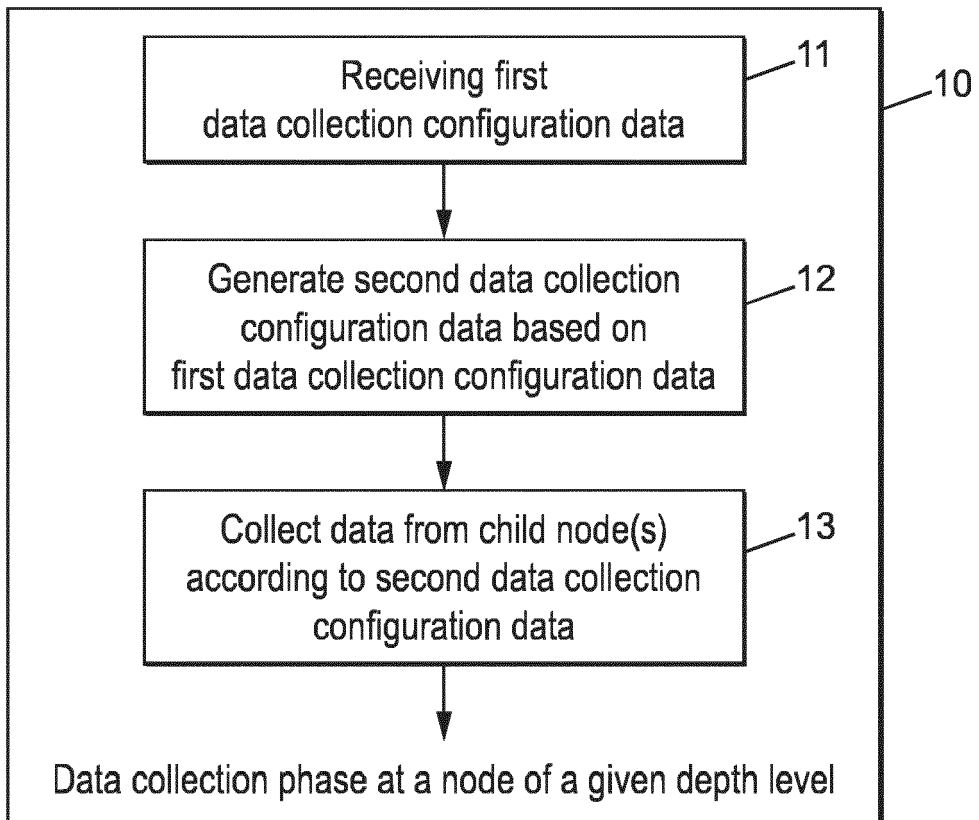 Receiving first
data collection configuration data
11
10
Generate second data collection
configuration data based on
first data collection configuration data
12
Collect data from child node(s)
according to second data collection
configuration data
13
Data collection phase at a node of a given depth level